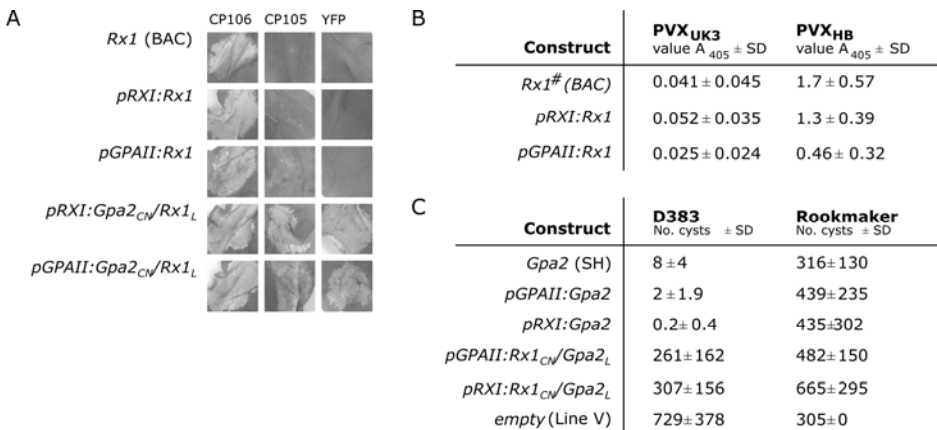 A
CP106 CP105 YFP
Rx1 (BAC)
pRXI:Rx1
pGPAII:Rx1
pRXI:Gpa2CN/Rx1L
pGPAII:Gpa2CN/Rx1L
B
PVXUK3 PVXHB
Construct value A 405 ± SD value A 405 ± SD
Rx1# (BAC) 0.041 ± 0.045 1.7 ± 0.57
pRXI:Rx1 0.052 ± 0.035 1.3 ± 0.39
pGPAII:Rx1 0.025 ± 0.024 0.46 ± 0.32
C
D383 Rookmaker
Construct No. cysts ± SD No. cysts ± SD
Gpa2 (SH) 8±4 316±130
pGPAII:Gpa2 2±1.9 439±235
pRXI:Gpa2 0.2± 0.4 435±302
pGPAII:Rx1CN/Gpa2L 261±162 482±150
pRXI:Rx1CN/Gpa2L 307±156 665±295
empty (Line V) 729±378 305±0